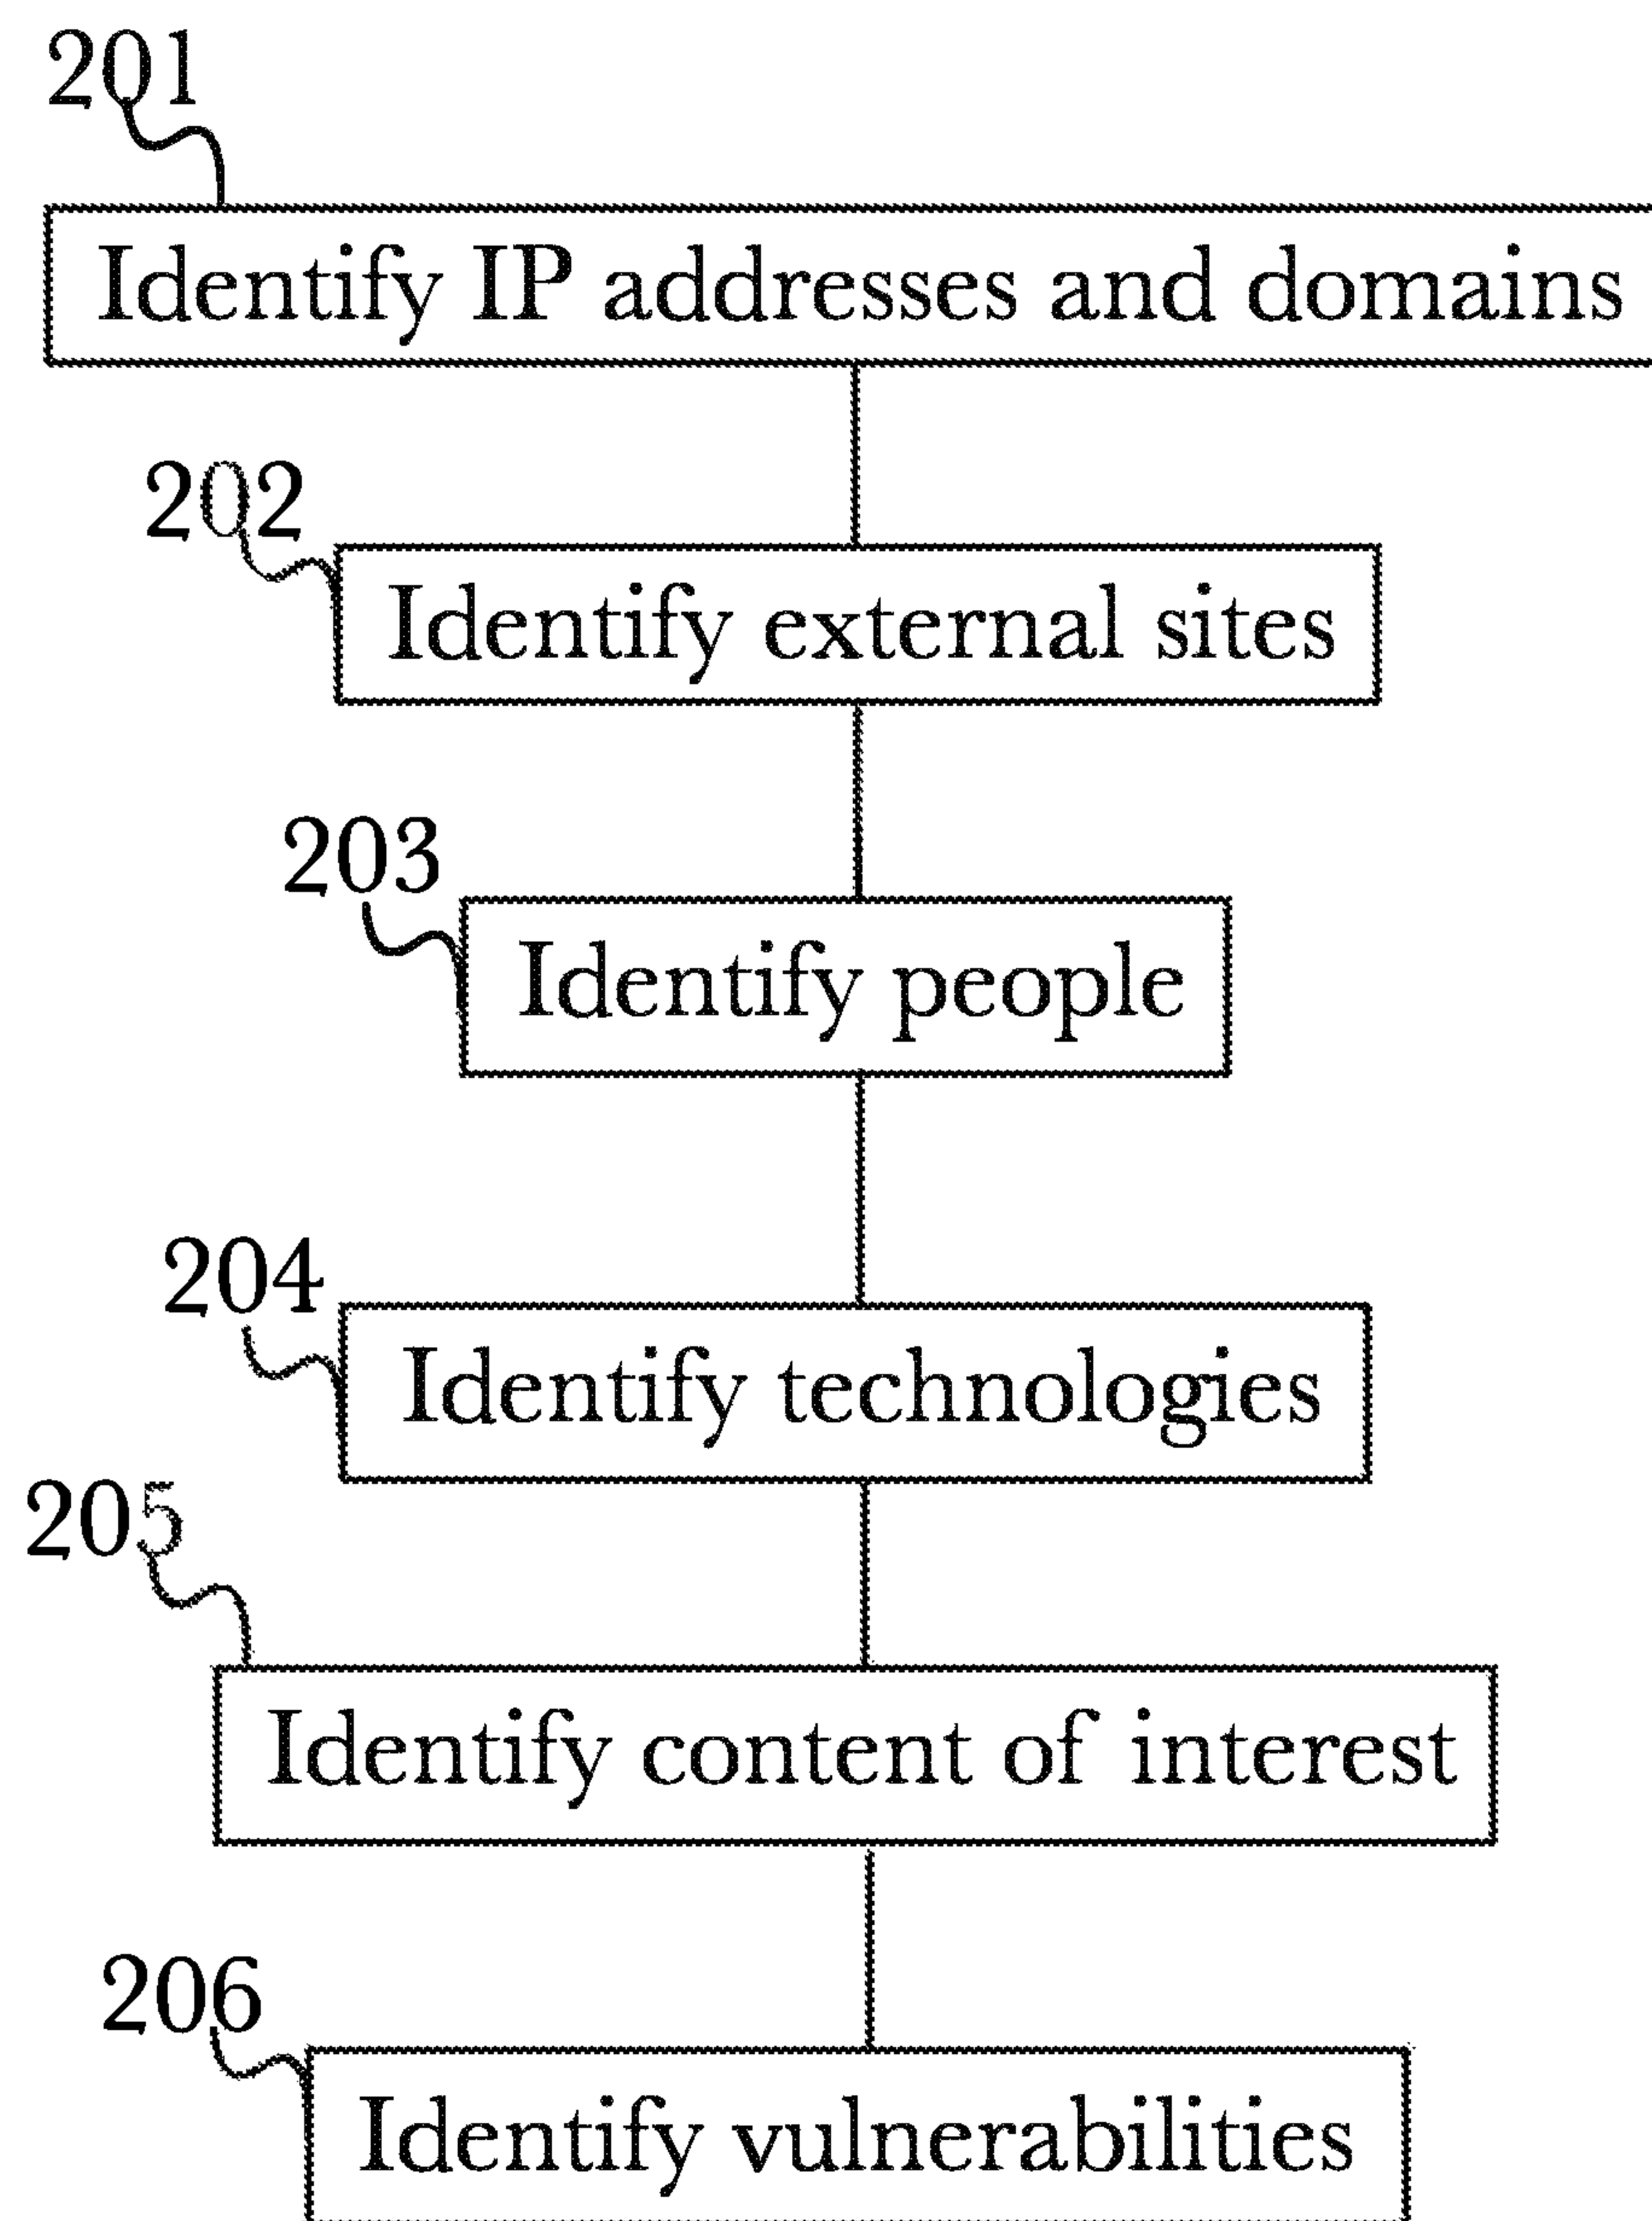 201
Identify IP addresses and domains
202
Identify external sites
203
Identify people
204
Identify technologies
205
Identify content of interest
206
Identify vulnerabilities